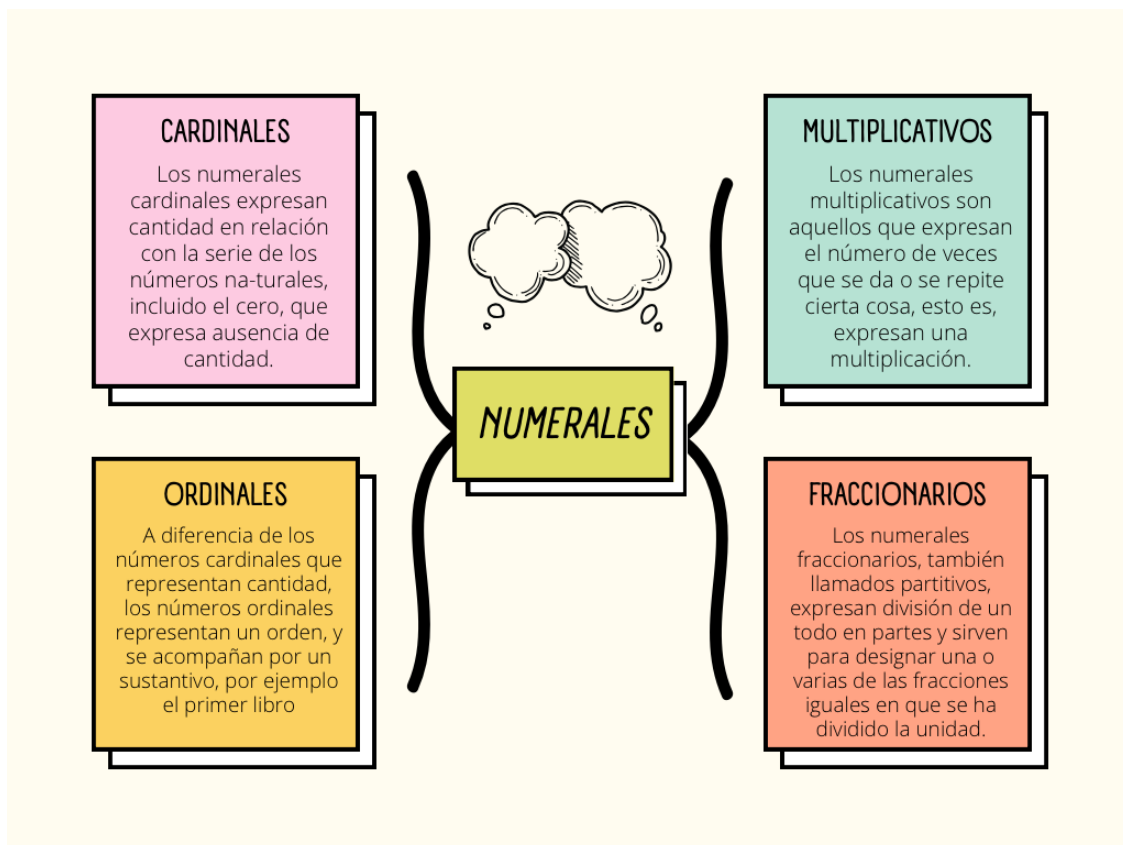 CARDINALES
Los numerales
cardinales expresan
cantidad en relación
con la serie de los
números na-turales,
incluido el cero, que
expresa ausencia de
cantidad.
MULTIPLICATIVOS
Los numerales
multiplicativos son
aquellos que expresan
el número de veces
que se da o se repite
cierta cosa, esto es,
expresan una
multiplicación.
NUMERALES
ORDINALES
A diferencia de los
números cardinales que
representan cantidad,
los números ordinales
representan un orden, y
se acompañan por un
sustantivo, por ejemplo
el primer libro
FRACCIONARIOS
Los numerales
fraccionarios, también
llamados partitivos,
expresan división de un
todo en partes y sirven
para designar una o
varias de las fracciones
iguales en que se ha
dividido la unidad.